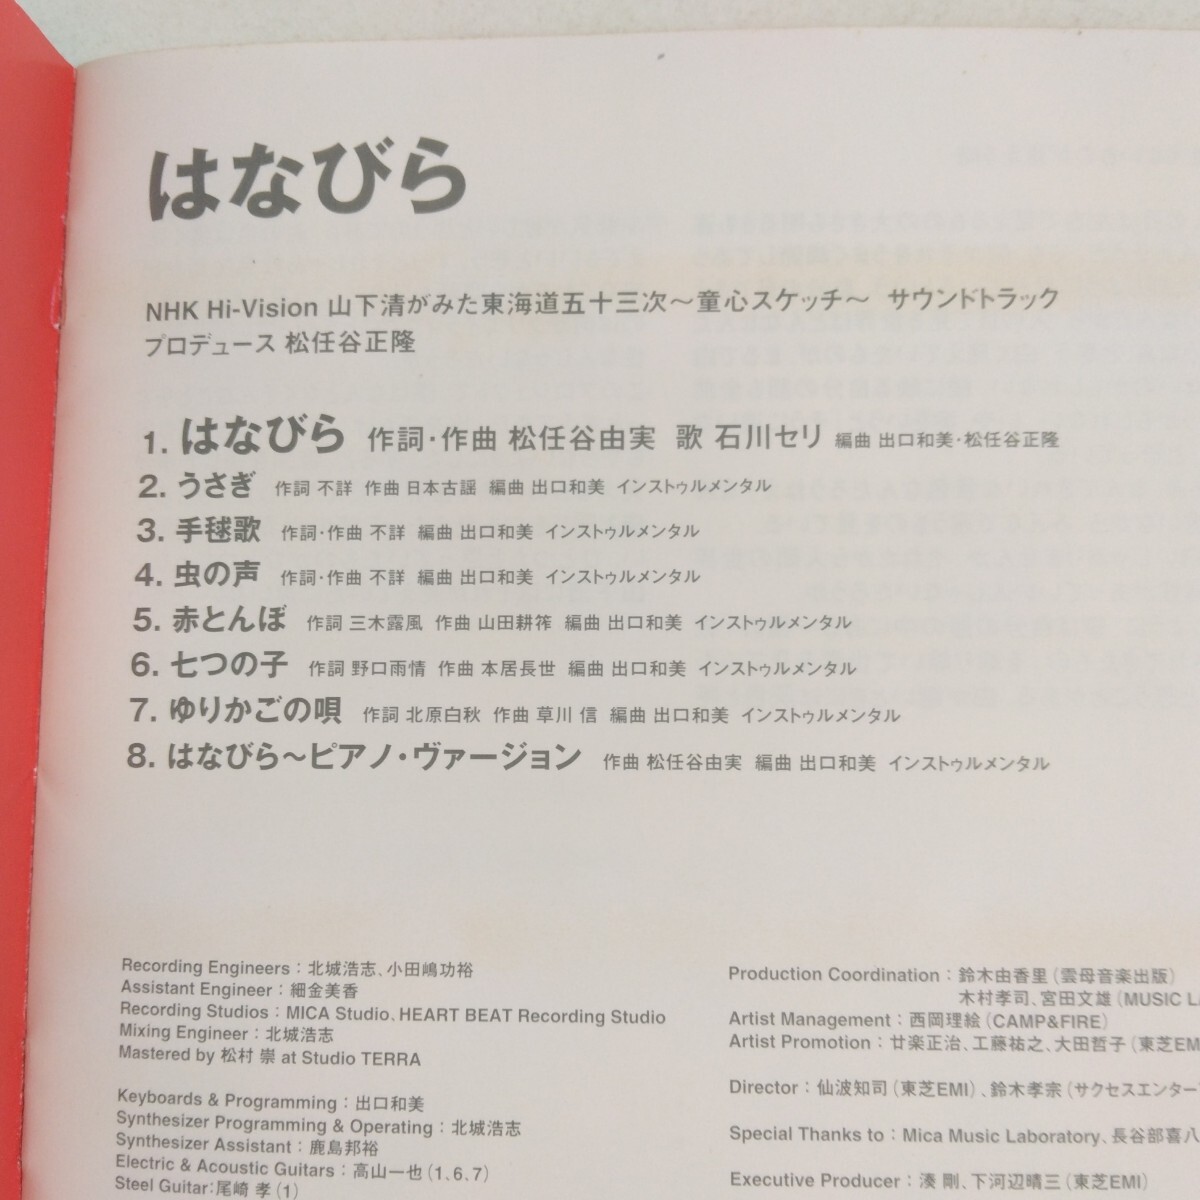 はなびら
NHK Hi-Vision 山下清がみた東海道五十三次～童心スケッチ～ サウンドトラック
プロデュース 松任谷正隆
1. はなびら 作詞・作曲 松任谷由実 歌 石川セリ 編曲 出口和美・松任谷正隆
2. うさぎ 作詞 不詳 作曲 日本古謡 編曲 出口和美 インストゥルメンタル
3. 手毬歌 作詞・作曲 不詳 編曲 出口和美 インストゥルメンタル
4. 虫の声 作詞・作曲 不詳 編曲 出口和美 インストゥルメンタル
5. 赤とんぼ 作詞 三木露風 作曲 山田耕筰 編曲 出口和美 インストゥルメンタル
6. 七つの子 作詞 野口雨情 作曲 本居長世 編曲 出口和美 インストゥルメンタル
7. ゆりかごの唄 作詞 北原白秋 作曲 草川 信 編曲 出口和美 インストゥルメンタル
8. はなびら～ピアノ・ヴァージョン 作曲 松任谷由実 編曲 出口和美 インストゥルメンタル
Recording Engineers：北城浩志、小田嶋功裕
Assistant Engineer：細金美香
Recording Studios：MICA Studio、HEART BEAT Recording Studio
Mixing Engineer：北城浩志
Mastered by 松村 崇 at Studio TERRA
Keyboards & Programming：出口和美
Synthesizer Programming & Operating：北城浩志
Synthesizer Assistant：鹿島邦裕
Electric & Acoustic Guitars：高山一也(1,6,7)
Steel Guitar:尾崎 孝(1)
Production Coordination：鈴木由香里(雲母音楽出版)
木村孝司、宮田文雄(MUSIC
Artist Management：西岡理絵(CAMP&FIRE)
Artist Promotion：廿楽正治、工藤祐之、大田哲子(東芝EM
Director：仙波知司(東芝EMI)、鈴木孝宗(サクセスエンター
Special Thanks to：Mica Music Laboratory、長谷部喜八
Executive Producer：湊 剛、下河辺晴三(東芝EMI)